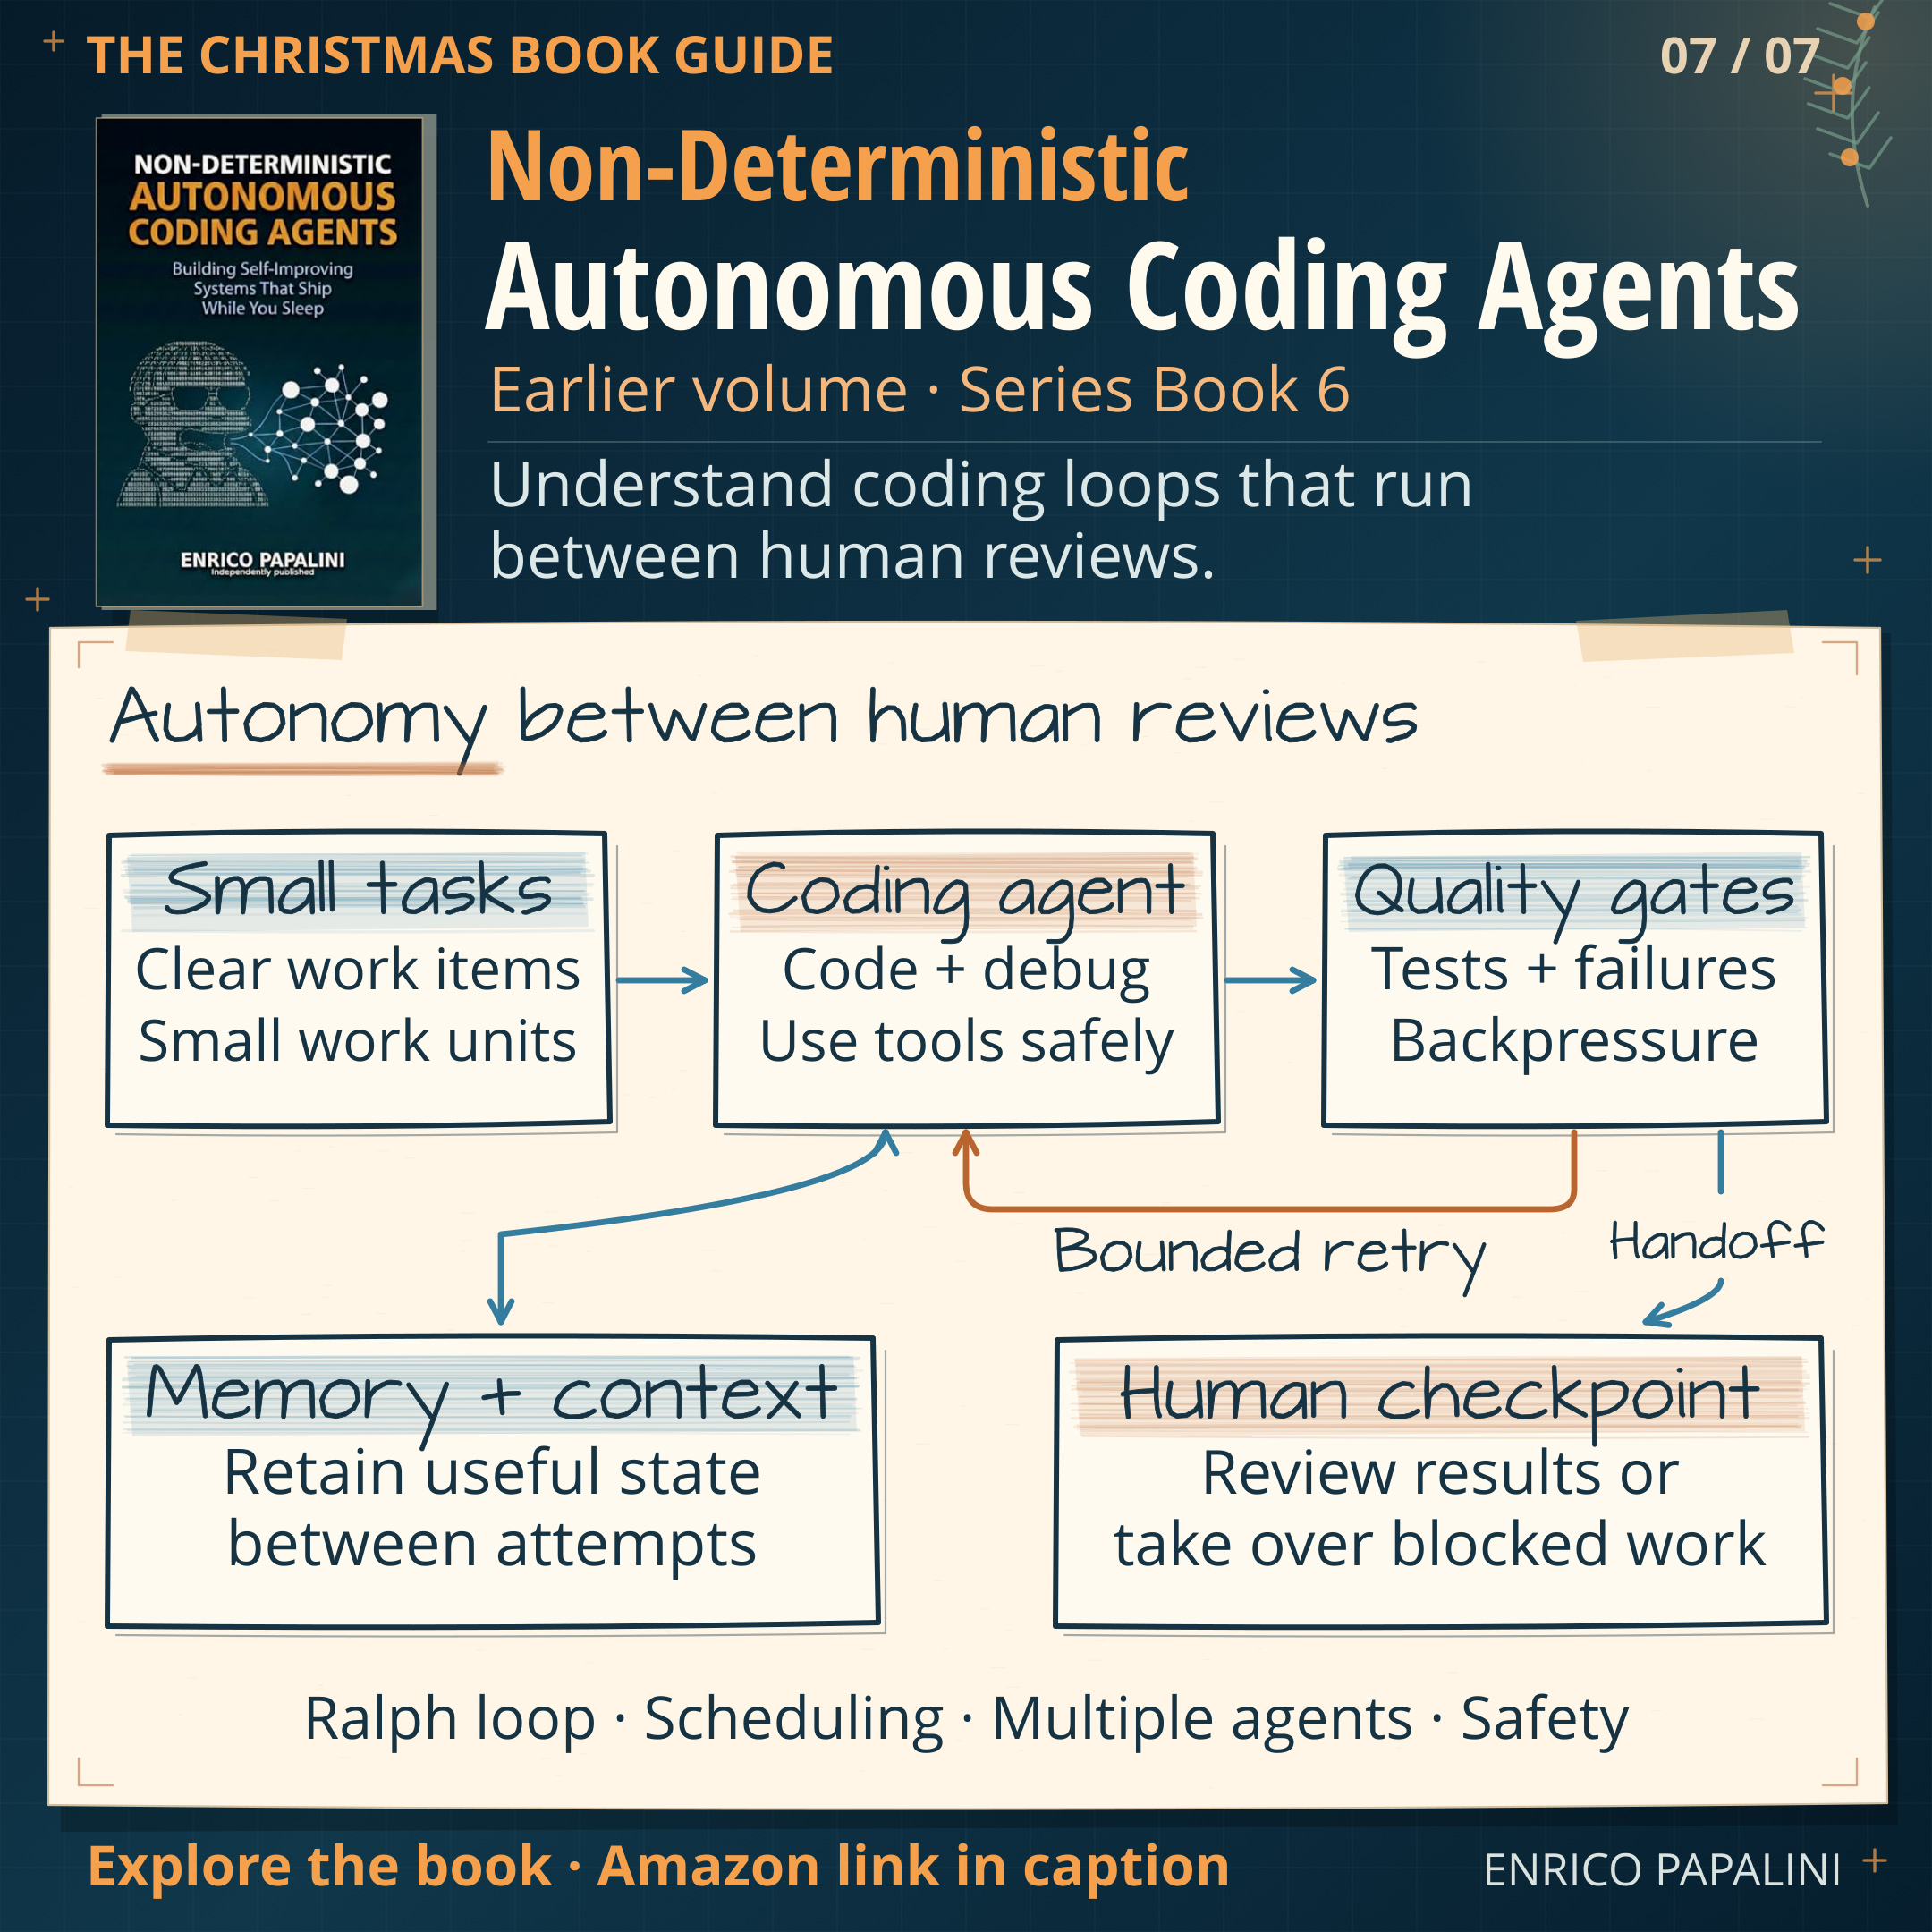 THE CHRISTMAS BOOK GUIDE
07 / 07
NON-DETERMINISTIC
AUTONOMOUS
CODING AGENTS
Building Self-Improving
Systems That Ship
While You Sleep
ENRICO PAPALINI
Independently published
Non-Deterministic
Autonomous Coding Agents
Earlier volume · Series Book 6
Understand coding loops that run
between human reviews.
Autonomy between human reviews
Small tasks
Clear work items
Small work units
Coding agent
Code + debug
Use tools safely
Quality gates
Tests + failures
Backpressure
Bounded retry
Handoff
Memory + context
Retain useful state
between attempts
Human checkpoint
Review results or
take over blocked work
Ralph loop · Scheduling · Multiple agents · Safety
Explore the book · Amazon link in caption
ENRICO PAPALINI